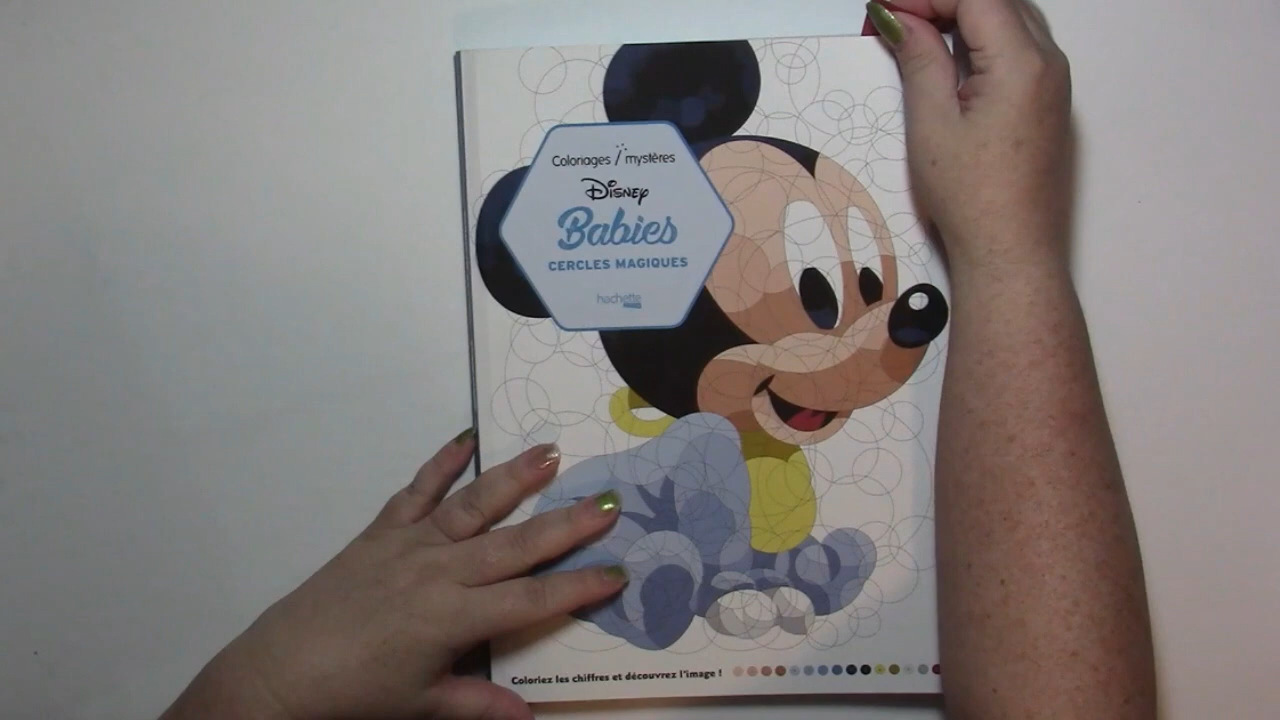 Coloriages mystères
Disney
Babies
CERCLES MAGIQUES
hachette
Coloriez les chiffres et découvrez l'image !